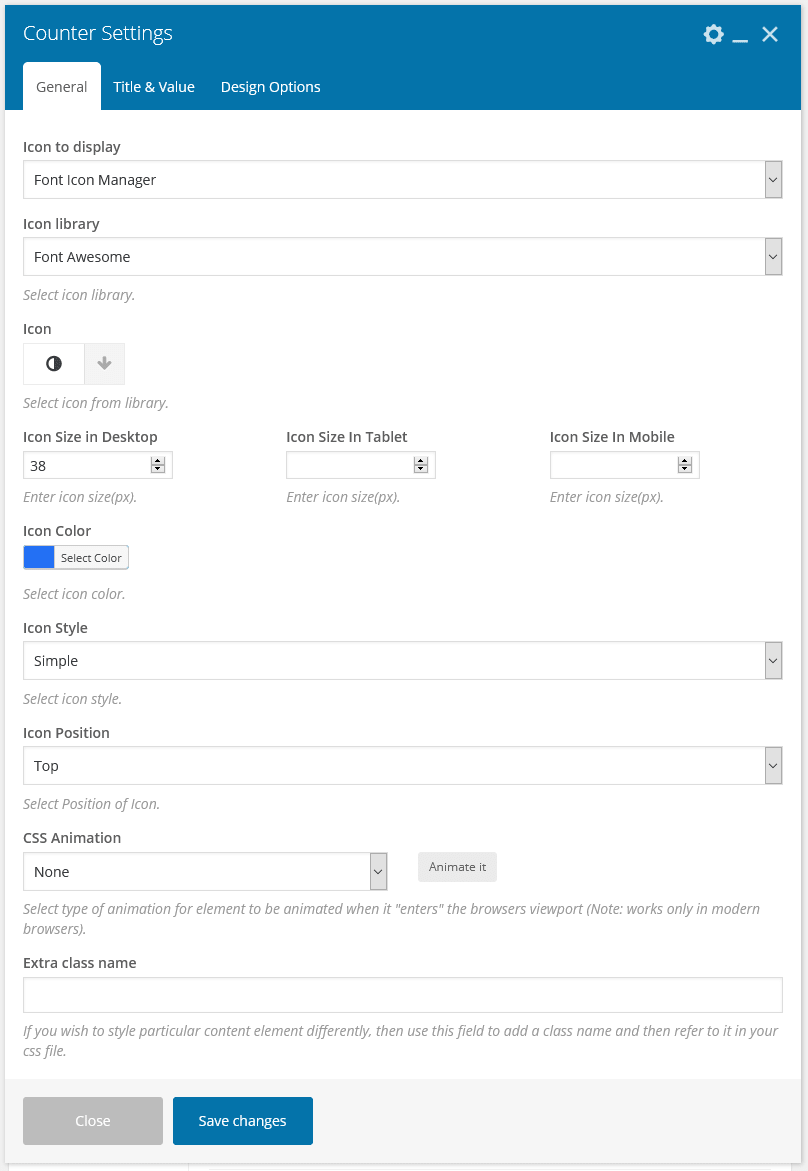 Counter Settings
General Title & Value Design Options
Icon to display
Font Icon Manager
Icon library
Font Awesome
Select icon library.
Icon
Select icon from library.
Icon Size in Desktop Icon Size In Tablet Icon Size In Mobile
38
Enter icon size(px). Enter icon size(px). Enter icon size(px).
Icon Color
Select Color
Select icon color.
Icon Style
Simple
Select icon style.
Icon Position
Top
Select Position of Icon.
CSS Animation
None Animate it
Select type of animation for element to be animated when it "enters" the browsers viewport (Note: works only in modern
browsers).
Extra class name
If you wish to style particular content element differently, then use this field to add a class name and then refer to it in your
css file.
Close Save changes